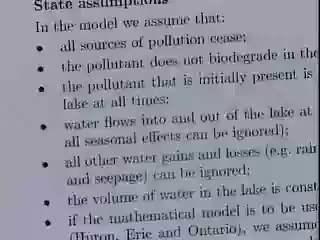 State assumptions
In the model we assume that:
• all sources of pollution cease;
• the pollutant does not biodegrade in the
• the pollutant that is initially present is
lake at all times;
• water flows into and out of the lake at
all seasonal effects can be ignored);
• all other water gains and losses (e.g.
and seepage) can be ignored;
• the volume of water in the lake is
• if the mathematical model is to be
(Huron, Erie and Ontario), we